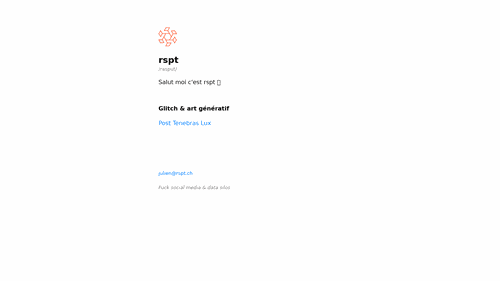 rspt
Salut moi c'est rspt
Glitch & art génératif
Post Tenebras Lux
julien@rspt.ch
Fuck social media & data silos